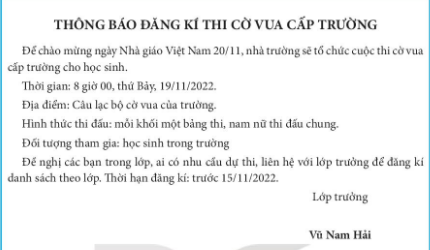 THÔNG BÁO ĐĂNG KÍ THI CỜ VUA CẤP TRƯỜNG
Để chào mừng ngày Nhà giáo Việt Nam 20/11, nhà trường sẽ tổ chức cuộc thi cờ vua
cấp trường cho học sinh.
Thời gian: 8 giờ 00, thứ Bảy, 19/11/2022.
Địa điểm: Câu lạc bộ cờ vua của trường.
Hình thức thi đấu: mỗi khối một bảng thi, nam nữ thi đấu chung.
Đối tượng tham gia: học sinh trong trường
Đề nghị các bạn trong lớp, ai có nhu cầu dự thi, liên hệ với lớp trưởng để đăng kí
danh sách theo lớp. Thời hạn đăng kí: trước 15/11/2022.
Lớp trưởng
Vũ Nam Hải